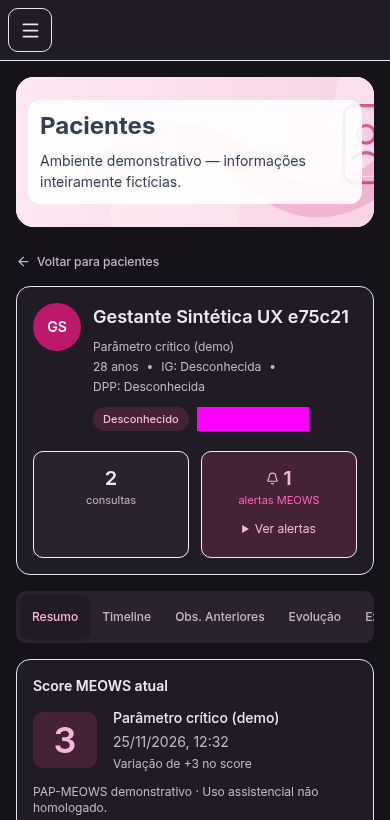 Pacientes
Ambiente demonstrativo — informações
inteiramente fictícias.
Voltar para pacientes
GS
Gestante Sintética UX e75c21
Parâmetro crítico (demo)
28 anos • IG: Desconhecida •
DPP: Desconhecida
Desconhecido
2
consultas
1
alertas MEOWS
Ver alertas
Resumo Timeline Obs. Anteriores Evolução
Score MEOWS atual
3
Parâmetro crítico (demo)
25/11/2026, 12:32
Variação de +3 no score
PAP-MEOWS demonstrativo · Uso assistencial não
homologado.